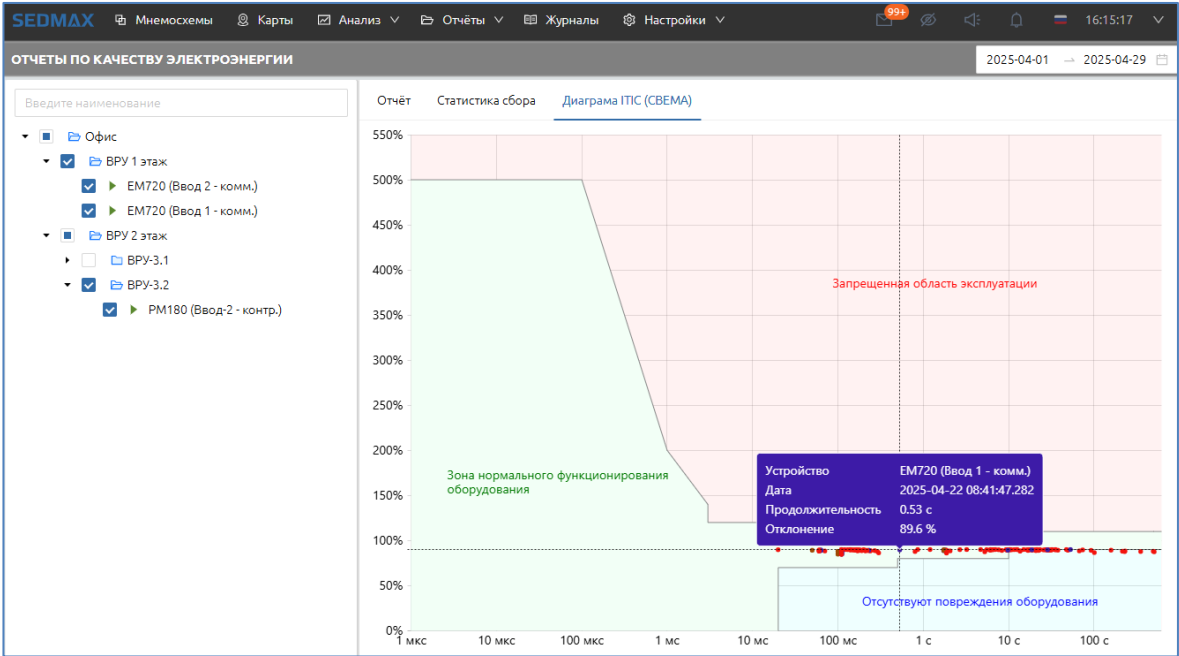 SEDMAX Мнемосхемы Карты Анализ Отчёты Журналы Настройки 99+ 16:15:17
ОТЧЕТЫ ПО КАЧЕСТВУ ЭЛЕКТРОЭНЕРГИИ 2025-04-01 → 2025-04-29
Введите наименование
Офис
ВРУ 1 этаж
EM720 (Ввод 2 - комм.)
EM720 (Ввод 1 - комм.)
ВРУ 2 этаж
ВРУ-3.1
ВРУ-3.2
PM180 (Ввод-2 - контр.)
Отчёт Статистика сбора Диаграма ITIC (CBEMA)
550%
500%
450%
400%
350%
300%
250%
200%
150%
100%
50%
0%
Запрещенная область эксплуатации
Зона нормального функционирования
оборудования
Устройство EM720 (Ввод 1 - комм.)
Дата 2025-04-22 08:41:47.282
Продолжительность 0.53 с
Отклонение 89.6 %
Отсутствуют повреждения оборудования
1 мкс 10 мкс 100 мкс 1 мс 10 мс 100 мс 1 с 10 с 100 с